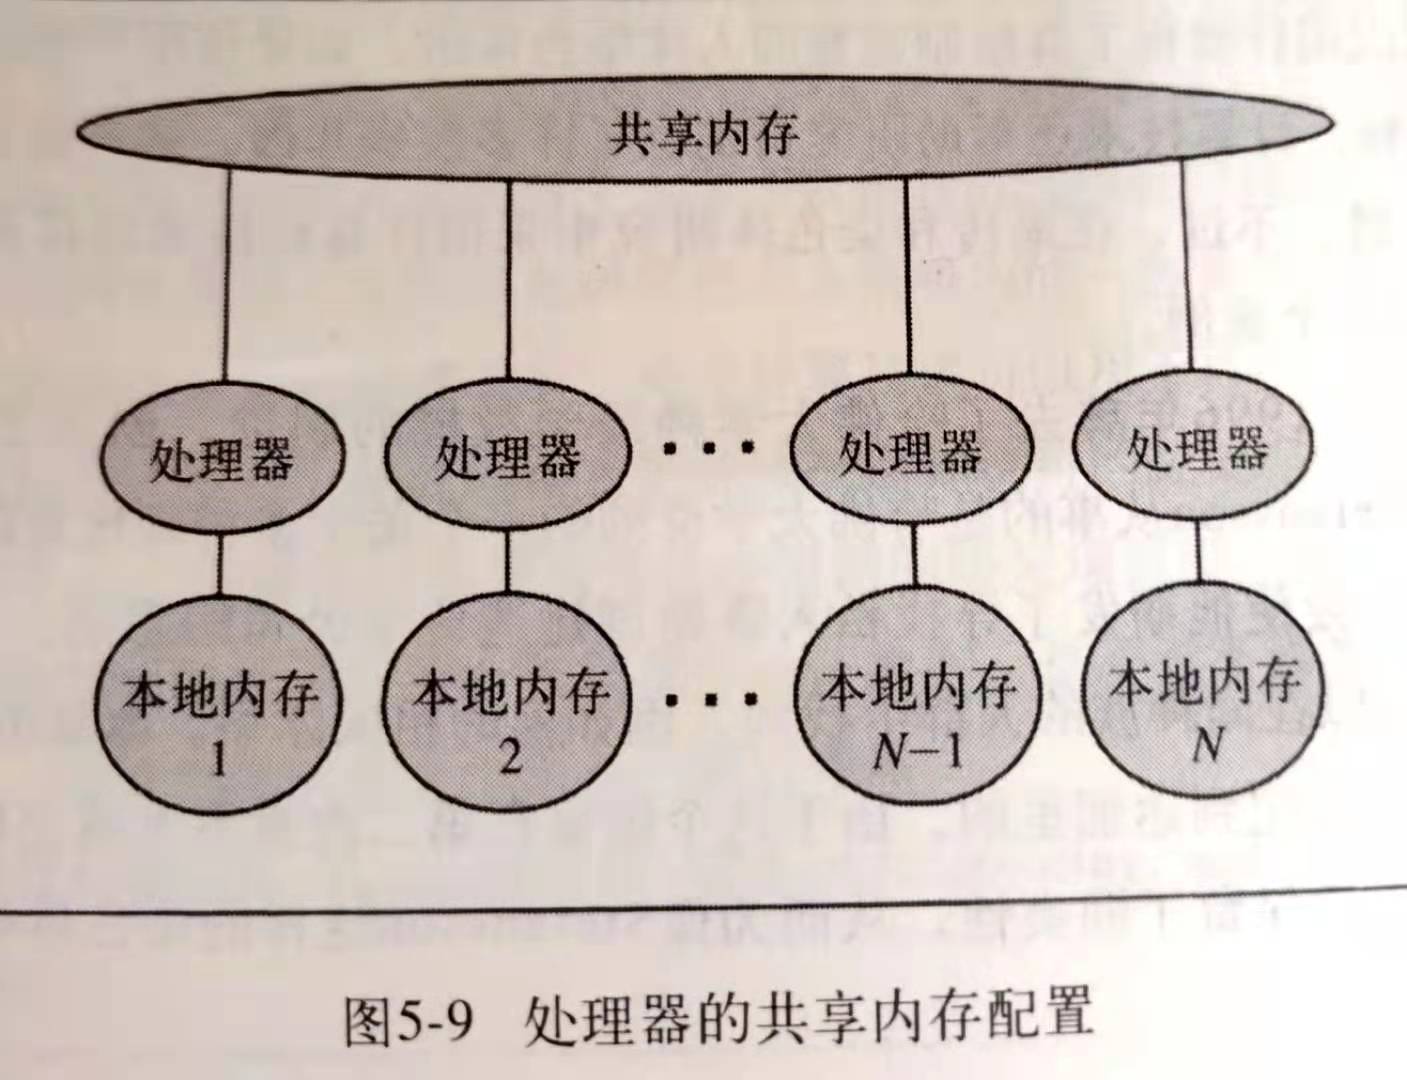 共享内存
处理器 处理器 ··· 处理器 处理器
本地内存 本地内存 ··· 本地内存 本地内存
1 2 N−1 N
图5-9 处理器的共享内存配置